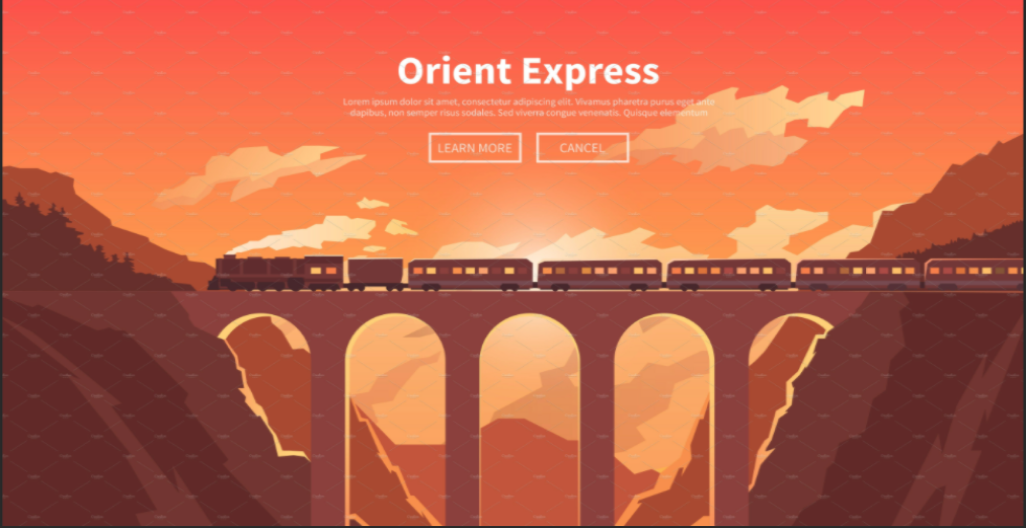 Orient Express
Lorem ipsum dolor sit amet, consectetur adipiscing elit. Vivamus pharetra purus eget ante
dapibus, non semper risus sodales. Sed viverra congue venenatis. Quisque elementum
LEARN MORE CANCEL